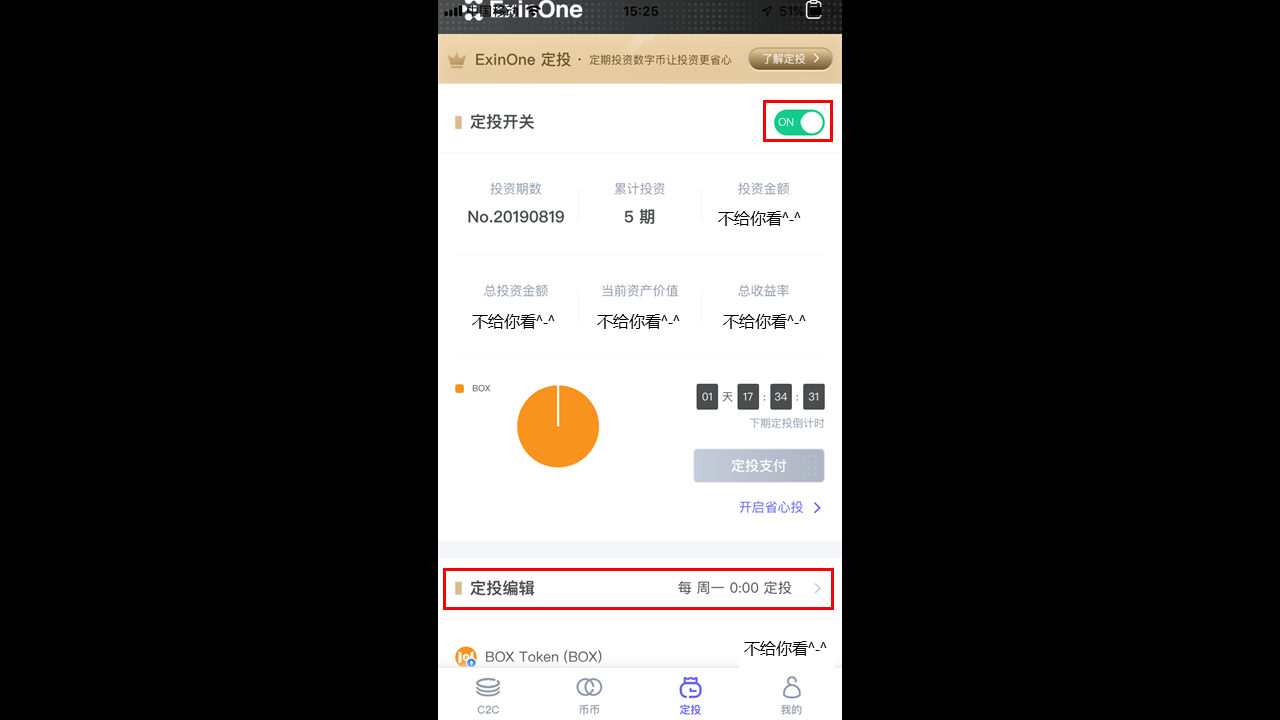 ExinOne
15:25
51%
ExinOne 定投 · 定期投资数字币让投资更省心
了解定投
定投开关
ON
投资期数 累计投资 投资金额
No.20190819 5 期 不给你看^-^
总投资金额 当前资产价值 总收益率
不给你看^-^ 不给你看^-^ 不给你看^-^
BOX
01 天 17 : 34 : 31
下期定投倒计时
定投支付
开启省心投
定投编辑 每 周一 0:00 定投
BOX Token (BOX) 不给你看^-^
C2C 币币 定投 我的